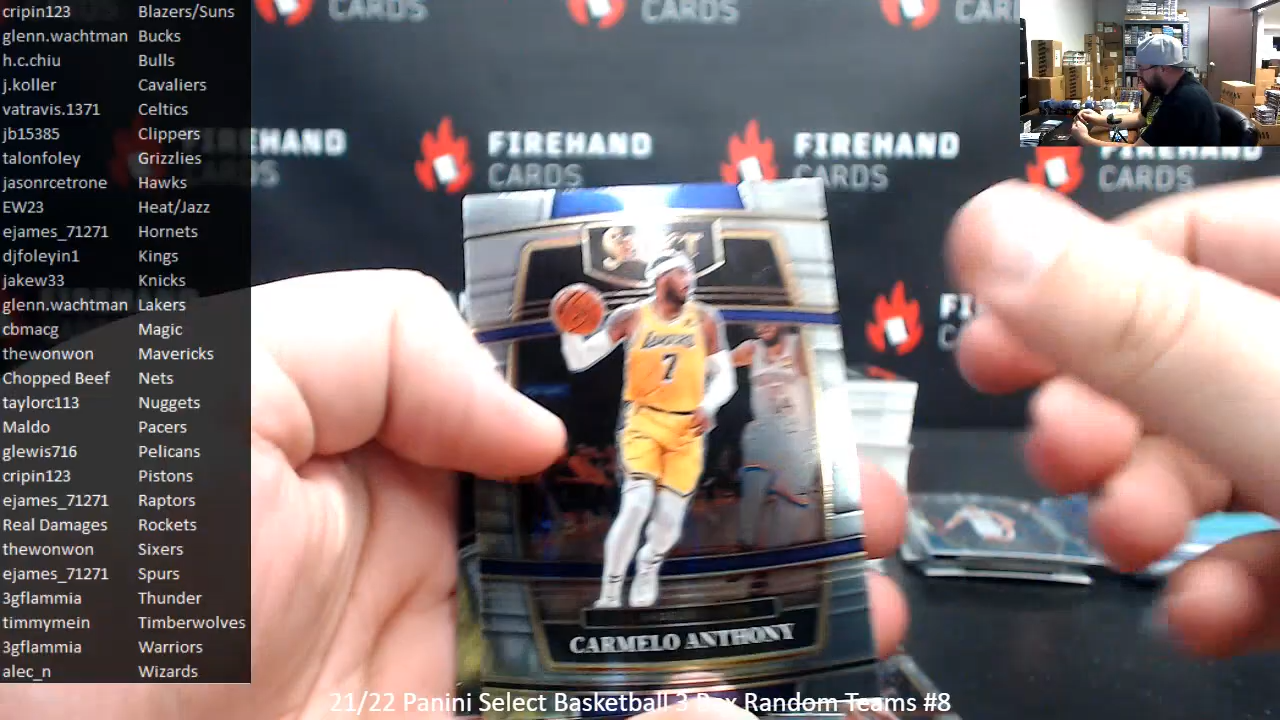 cripin123 Blazers/Suns
glenn.wachtman Bucks
h.c.chiu Bulls
j.koller Cavaliers
vatravis.1371 Celtics
jb15385 Clippers
talonfoley Grizzlies
jasonrcetrone Hawks
EW23 Heat/Jazz
ejames_71271 Hornets
djfoleyin1 Kings
jakew33 Knicks
glenn.wachtman Lakers
cbmacg Magic
thewonwon Mavericks
Chopped Beef Nets
taylorc113 Nuggets
Maldo Pacers
glewis716 Pelicans
cripin123 Pistons
ejames_71271 Raptors
Real Damages Rockets
thewonwon Sixers
ejames_71271 Spurs
3gflammia Thunder
timmymein Timberwolves
3gflammia Warriors
alec_n Wizards
CARDS
CARDS
CARDS
FIREHAND
CARDS
FIREHAND
CARDS
FIREHAND
CARDS
CARDS
SELECT
LAKERS
7
CARMELO ANTHONY
21/22 Panini Select Basketball 3 Box Random Teams #8